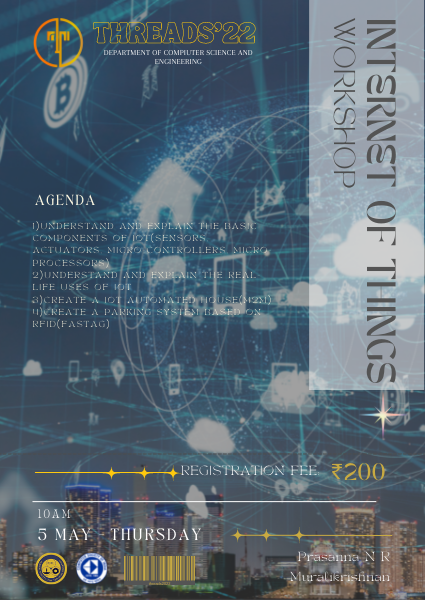 THREADS'22
DEPARTMENT OF COMPUTER SCIENCE AND
ENGINEERING
INTERNET OF THINGS
WORKSHOP
AGENDA
1)UNDERSTAND AND EXPLAIN THE BASIC
COMPONENTS OF IOT(SENSORS,
ACTUATORS, MICRO CONTROLLERS, MICRO
PROCESSORS)
2)UNDERSTAND AND EXPLAIN THE REAL
LIFE USES OF IOT
3)CREATE A IOT AUTOMATED HOUSE(M2M)
4)CREATE A PARKING SYSTEM BASED ON
RFID(FASTAG)
REGISTRATION FEE ₹200
10AM
5 MAY THURSDAY
Prasanna N R
Muralikrishnan